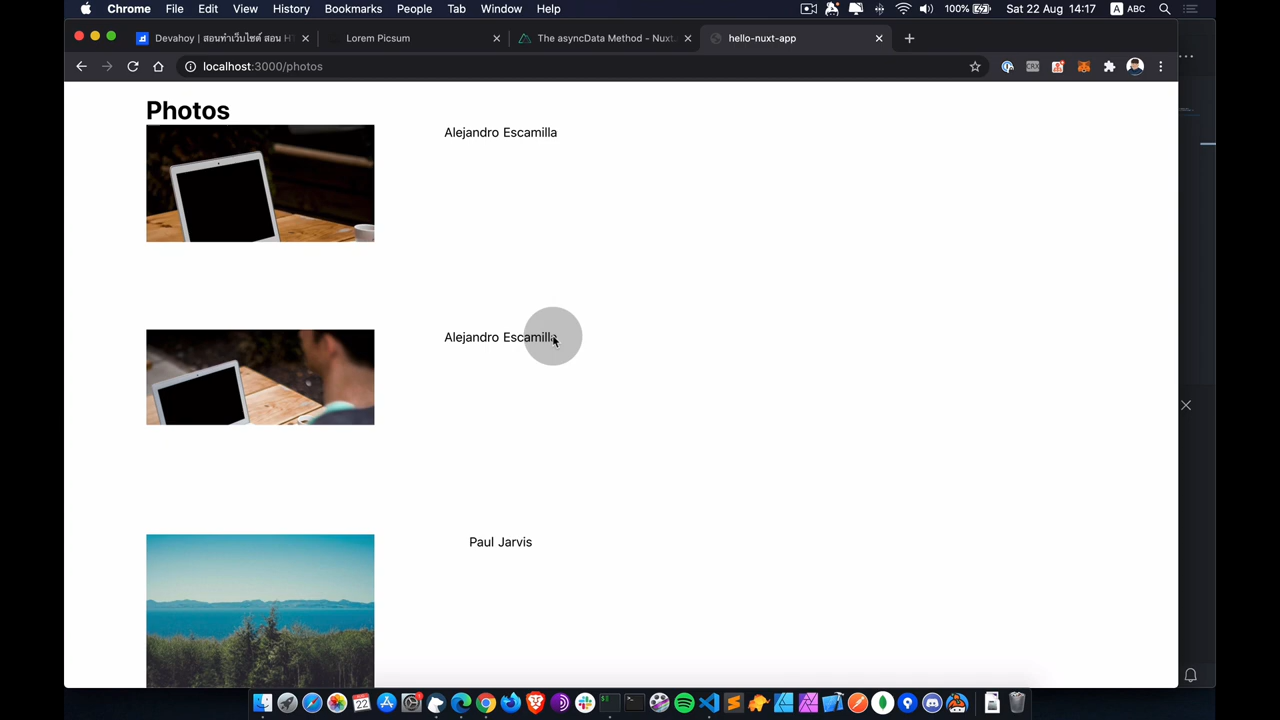 Chrome File Edit View History Bookmarks People Tab Window Help 100% Sat 22 Aug 14:17 A ABC
Devahoy | สอนทำเว็บไซต์ สอน HT
Lorem Picsum
The asyncData Method - Nuxt.
hello-nuxt-app
localhost:3000/photos
Photos
Alejandro Escamilla
Alejandro Escamilla
Paul Jarvis